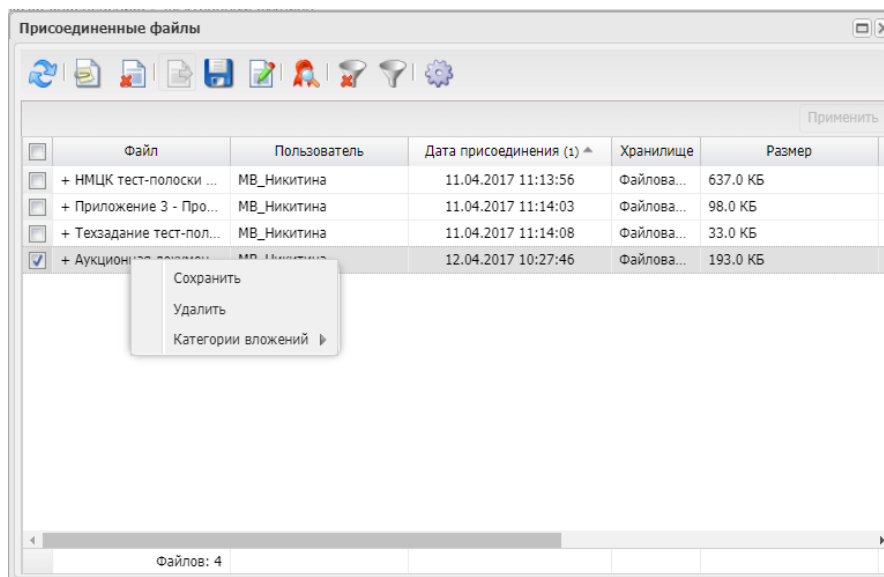 Присоединенные файлы
Применить
Файл Пользователь Дата присоединения (1) Хранилище Размер
+ НМЦК тест-полоски ... МВ_Никитина 11.04.2017 11:13:56 Файлова... 637.0 КБ
+ Приложение 3 - Про... МВ_Никитина 11.04.2017 11:14:03 Файлова... 98.0 КБ
+ Техзадание тест-пол... МВ_Никитина 11.04.2017 11:14:08 Файлова... 33.0 КБ
+ Аукционная докумен... МВ_Никитина 12.04.2017 10:27:46 Файлова... 193.0 КБ
Сохранить
Удалить
Категории вложений
Файлов: 4